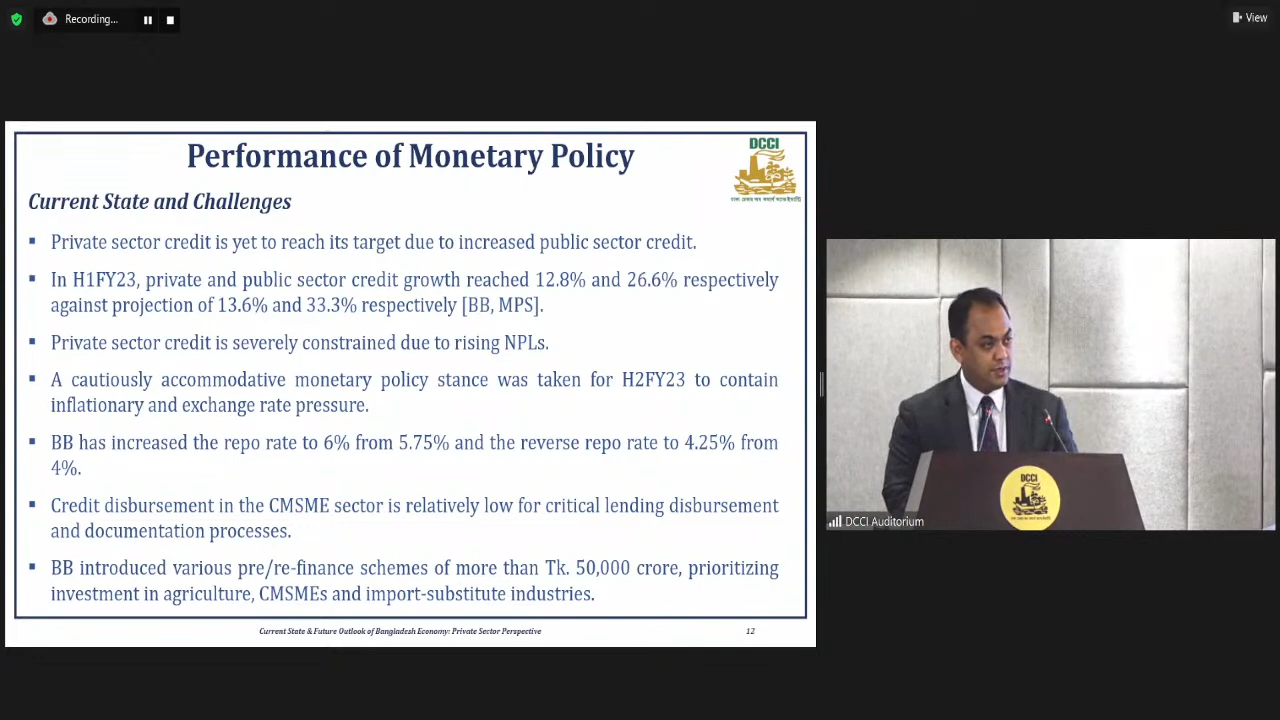 Recording...
View
Performance of Monetary Policy
DCCI
Current State and Challenges
▪ Private sector credit is yet to reach its target due to increased public sector credit.
▪ In H1FY23, private and public sector credit growth reached 12.8% and 26.6% respectively
against projection of 13.6% and 33.3% respectively [BB, MPS].
▪ Private sector credit is severely constrained due to rising NPLs.
▪ A cautiously accommodative monetary policy stance was taken for H2FY23 to contain
inflationary and exchange rate pressure.
▪ BB has increased the repo rate to 6% from 5.75% and the reverse repo rate to 4.25% from
4%.
▪ Credit disbursement in the CMSME sector is relatively low for critical lending disbursement
and documentation processes.
▪ BB introduced various pre/re-finance schemes of more than Tk. 50,000 crore, prioritizing
investment in agriculture, CMSMEs and import-substitute industries.
Current State & Future Outlook of Bangladesh Economy: Private Sector Perspective
12
DCCI
DCCI Auditorium